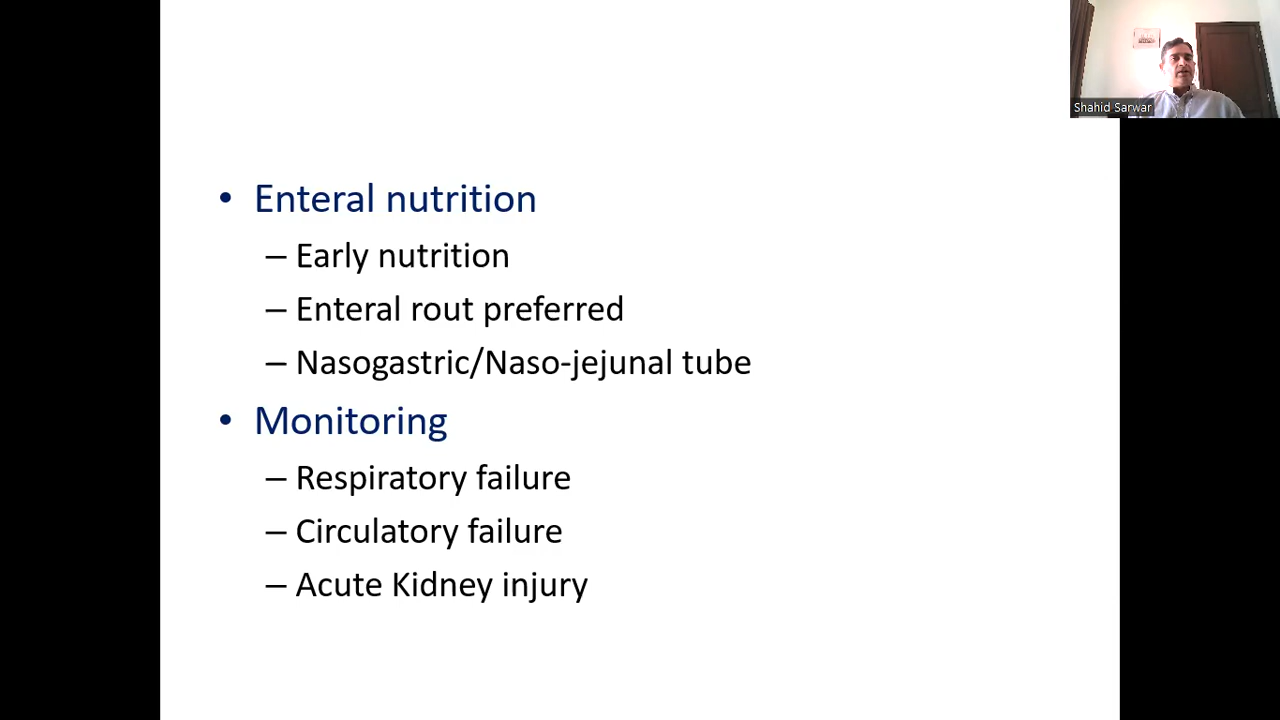 Shahid Sarwar
• Enteral nutrition
– Early nutrition
– Enteral rout preferred
– Nasogastric/Naso-jejunal tube
• Monitoring
– Respiratory failure
– Circulatory failure
– Acute Kidney injury